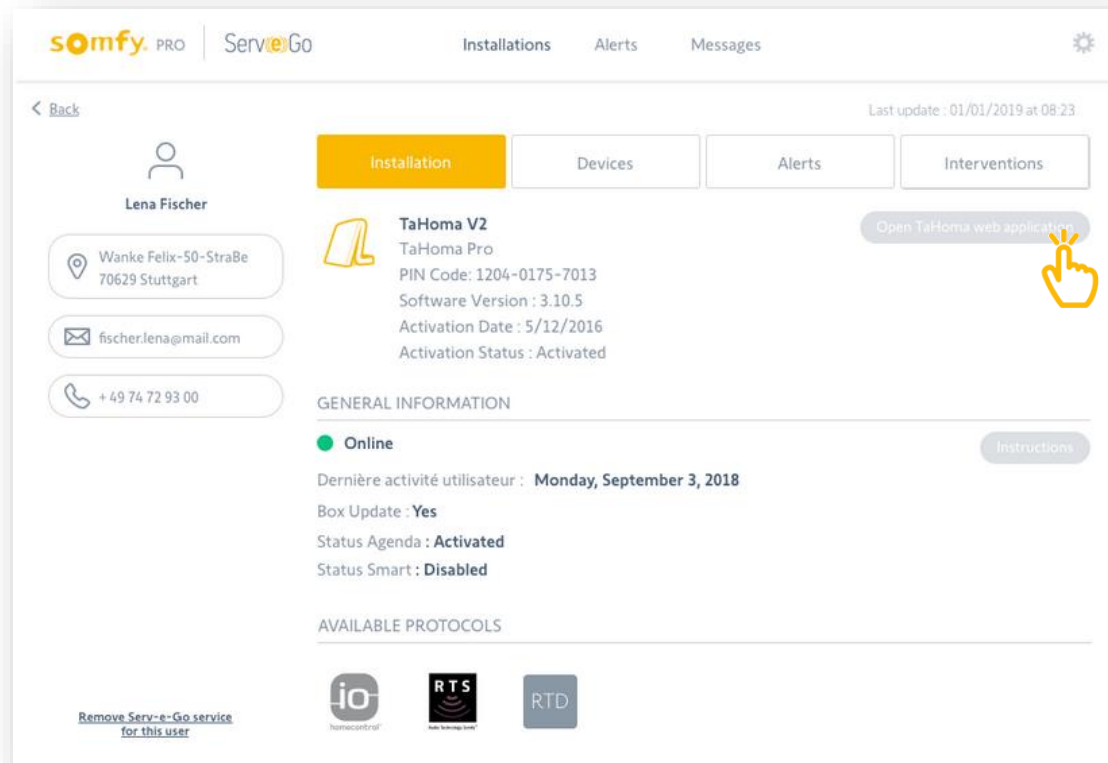 somfy. PRO Serv(e)Go Installations Alerts Messages
Back
Last update : 01/01/2019 at 08:23
Lena Fischer
Wanke Felix-50-StraBe
70629 Stuttgart
fischer.lena@mail.com
+ 49 74 72 93 00
Remove Serv-e-Go service
for this user
Installation Devices Alerts Interventions
TaHoma V2
TaHoma Pro
PIN Code: 1204-0175-7013
Software Version : 3.10.5
Activation Date : 5/12/2016
Activation Status : Activated
Open TaHoma web application
GENERAL INFORMATION
Online
Instructions
Dernière activité utilisateur : Monday, September 3, 2018
Box Update : Yes
Status Agenda : Activated
Status Smart : Disabled
AVAILABLE PROTOCOLS
io
homecontrol
RTS
Radio Technology Somfy
RTD